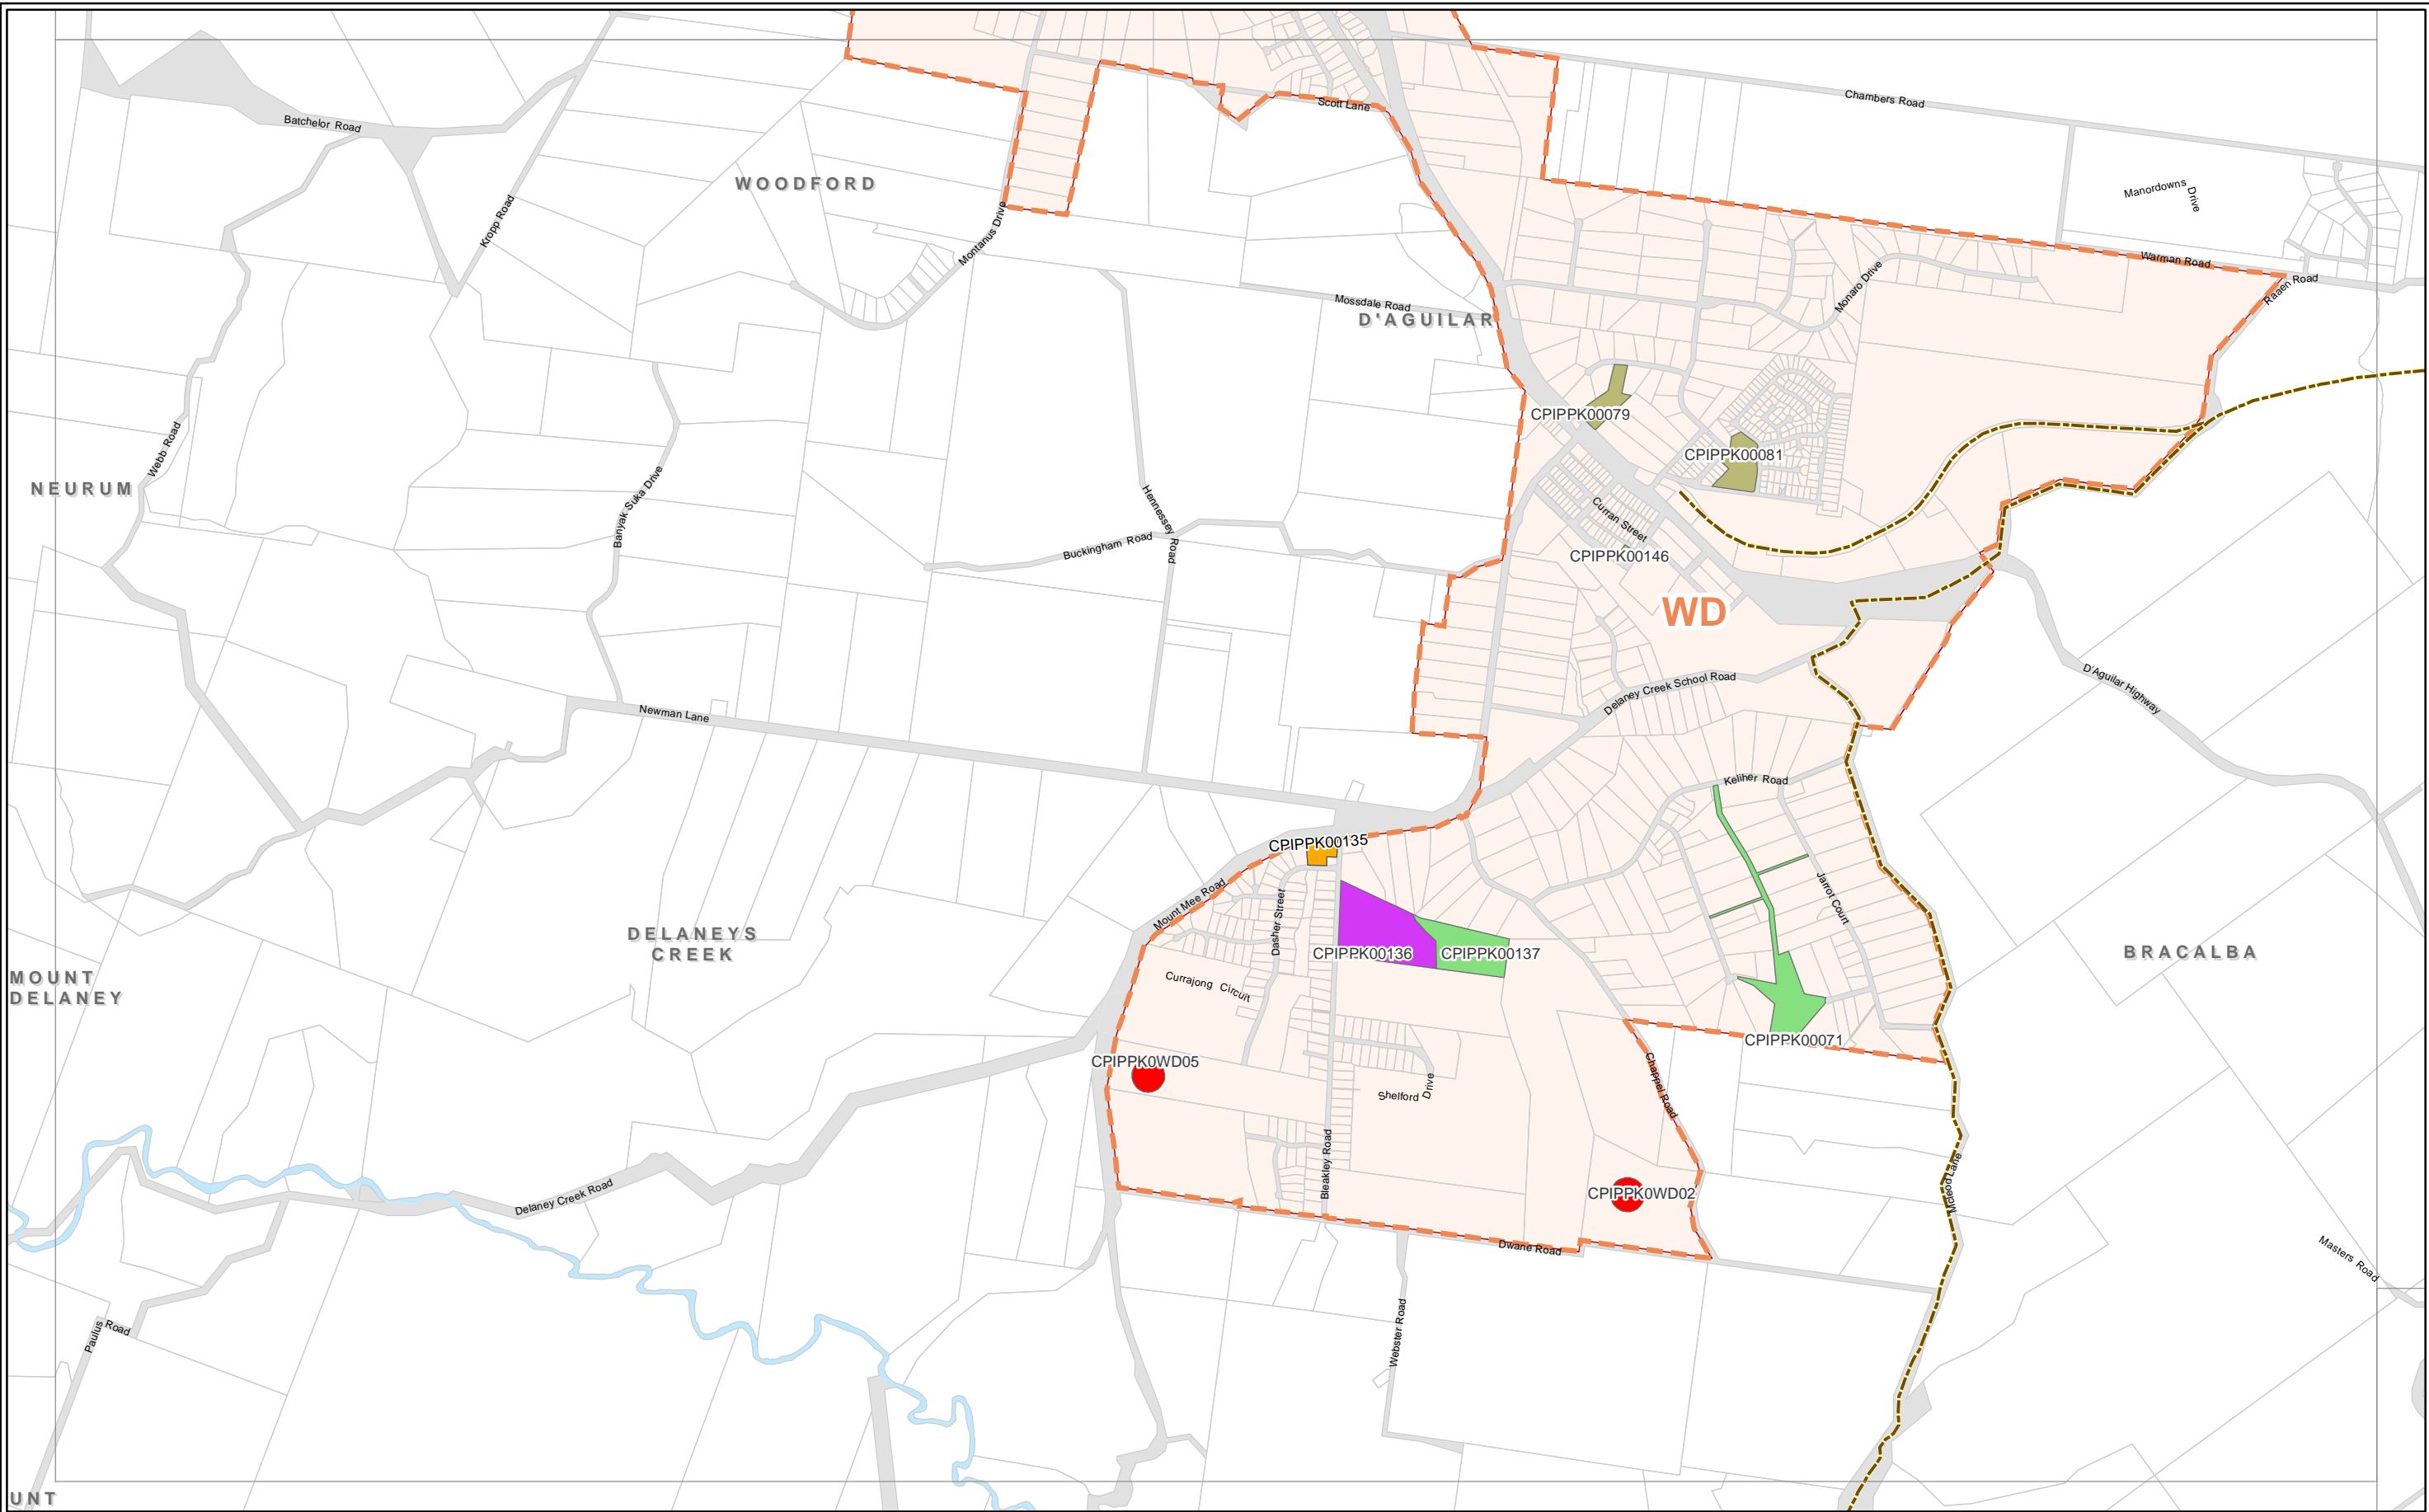 Scott Lane
Chambers Road
Batchelor Road
WOODFORD
Manordowns
Drive
Kropp Road
Montanus Drive
Warman Road
Raaen Road
Monaro Drive
Mossdale Road
D'AGUILAR
CPIPPK00079
Webb Road
CPIPPK00081
NEURUM
Banyak Suka Drive
Hennessey Road
Curran Street
Buckingham Road
CPIPPK00146
WD
D'Aguilar Highway
Delaney Creek School Road
Newman Lane
Keliher Road
CPIPPK00135
Jarrot Court
Mount Mee Road
Dasher Street
DELANEYS
CREEK
CPIPPK00136
CPIPPK00137
BRACALBA
MOUNT
DELANEY
Currajong Circuit
CPIPPK00071
CPIPPK0WD05
Chappel Road
Shelford
Drive
Bleakley Road
Mcleod Lane
CPIPPK0WD02
Delaney Creek Road
Dwane Road
Masters Road
Paulus Road
Webster Road
UNT